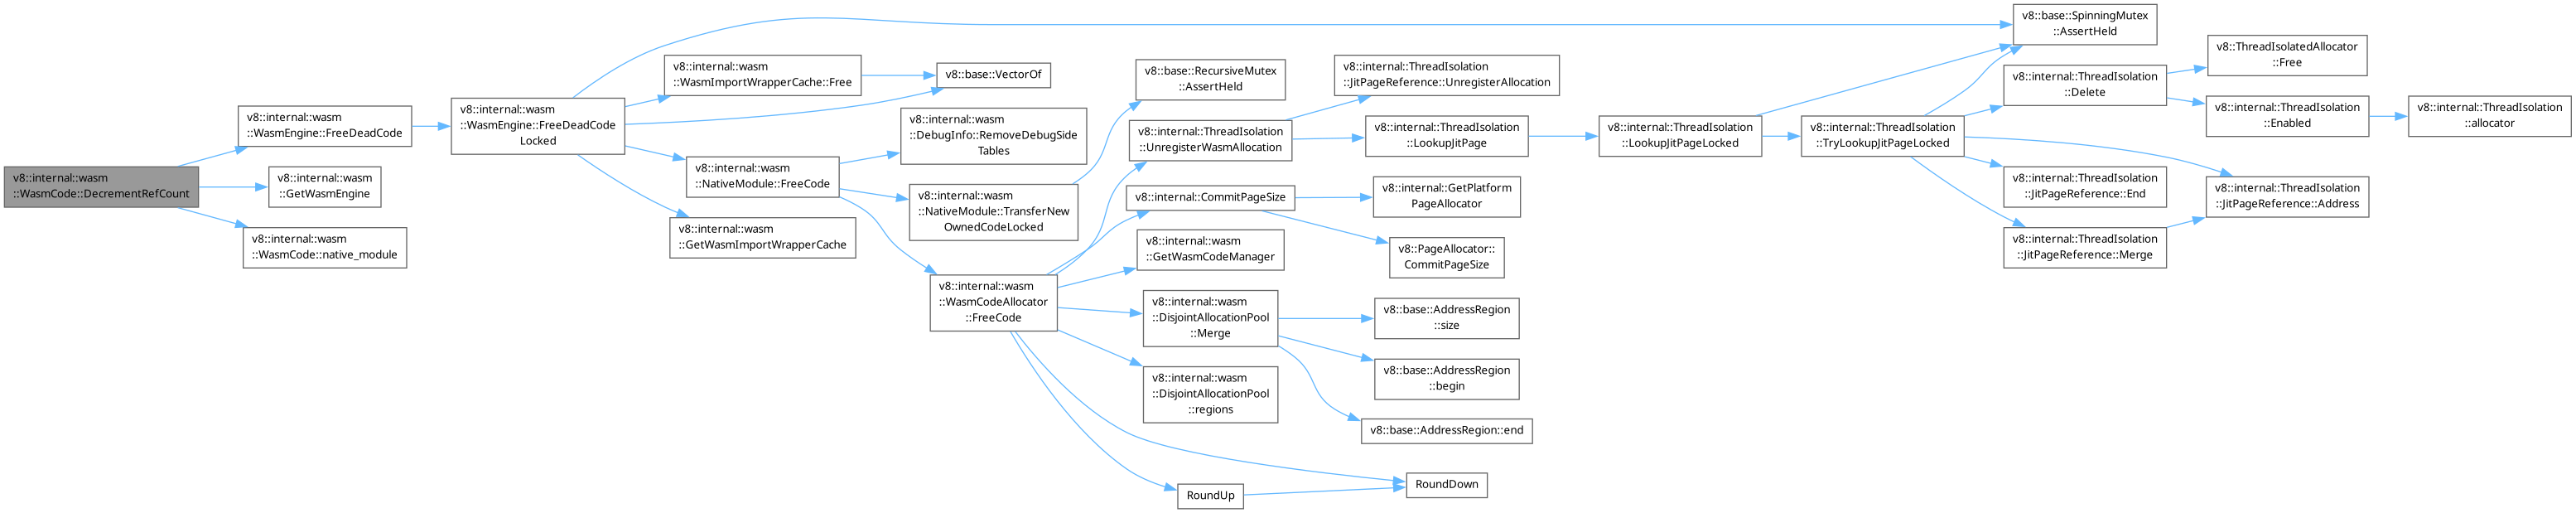 v8::internal::wasm
::WasmCode::DecrementRefCount
v8::internal::wasm
::WasmEngine::FreeDeadCode
v8::internal::wasm
::GetWasmEngine
v8::internal::wasm
::WasmCode::native_module
v8::internal::wasm
::WasmEngine::FreeDeadCode
Locked
v8::internal::wasm
::WasmImportWrapperCache::Free
v8::internal::wasm
::NativeModule::FreeCode
v8::internal::wasm
::GetWasmImportWrapperCache
v8::base::VectorOf
v8::internal::wasm
::DebugInfo::RemoveDebugSide
Tables
v8::internal::wasm
::NativeModule::TransferNew
OwnedCodeLocked
v8::internal::wasm
::WasmCodeAllocator
::FreeCode
v8::base::RecursiveMutex
::AssertHeld
v8::internal::ThreadIsolation
::UnregisterWasmAllocation
v8::internal::CommitPageSize
v8::internal::wasm
::GetWasmCodeManager
v8::internal::wasm
::DisjointAllocationPool
::Merge
v8::internal::wasm
::DisjointAllocationPool
::regions
RoundUp
v8::internal::ThreadIsolation
::JitPageReference::UnregisterAllocation
v8::internal::ThreadIsolation
::LookupJitPage
v8::internal::GetPlatform
PageAllocator
v8::PageAllocator::
CommitPageSize
v8::base::AddressRegion
::size
v8::base::AddressRegion
::begin
v8::base::AddressRegion::end
RoundDown
v8::internal::ThreadIsolation
::LookupJitPageLocked
v8::internal::ThreadIsolation
::TryLookupJitPageLocked
v8::base::SpinningMutex
::AssertHeld
v8::internal::ThreadIsolation
::Delete
v8::internal::ThreadIsolation
::JitPageReference::End
v8::internal::ThreadIsolation
::JitPageReference::Merge
v8::ThreadIsolatedAllocator
::Free
v8::internal::ThreadIsolation
::Enabled
v8::internal::ThreadIsolation
::JitPageReference::Address
v8::internal::ThreadIsolation
::allocator